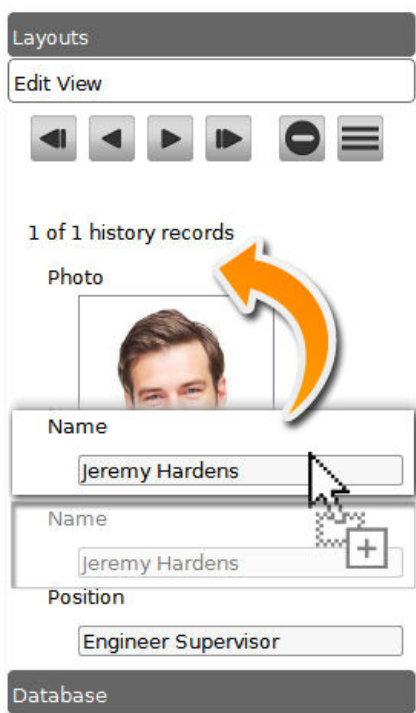 Layouts
Edit View
1 of 1 history records
Photo
Name
Jeremy Hardens
Name
Jeremy Hardens
Position
Engineer Supervisor
Database